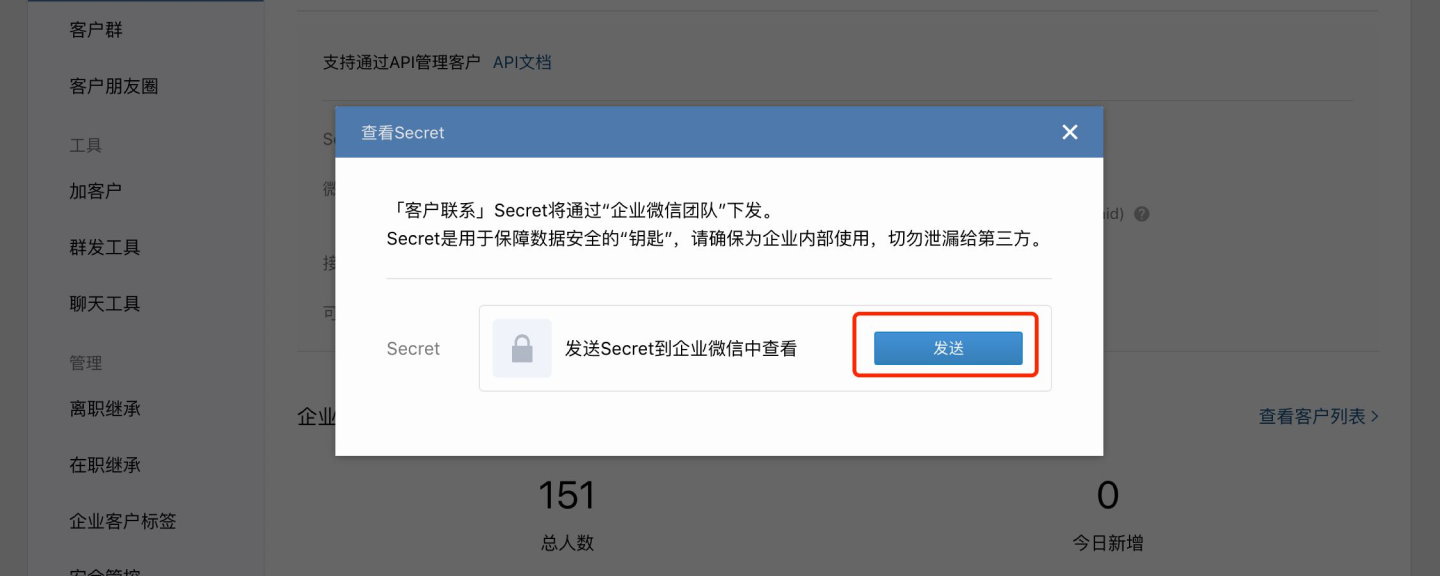 客户群
客户朋友圈
工具
加客户
群发工具
聊天工具
管理
离职继承
在职继承
企业客户标签
支持通过API管理客户 API文档
查看Secret
「客户联系」Secret将通过“企业微信团队”下发。
Secret是用于保障数据安全的“钥匙”，请确保为企业内部使用，切勿泄漏给第三方。
Secret
发送Secret到企业微信中查看
发送
企业
查看客户列表 >
151
总人数
0
今日新增